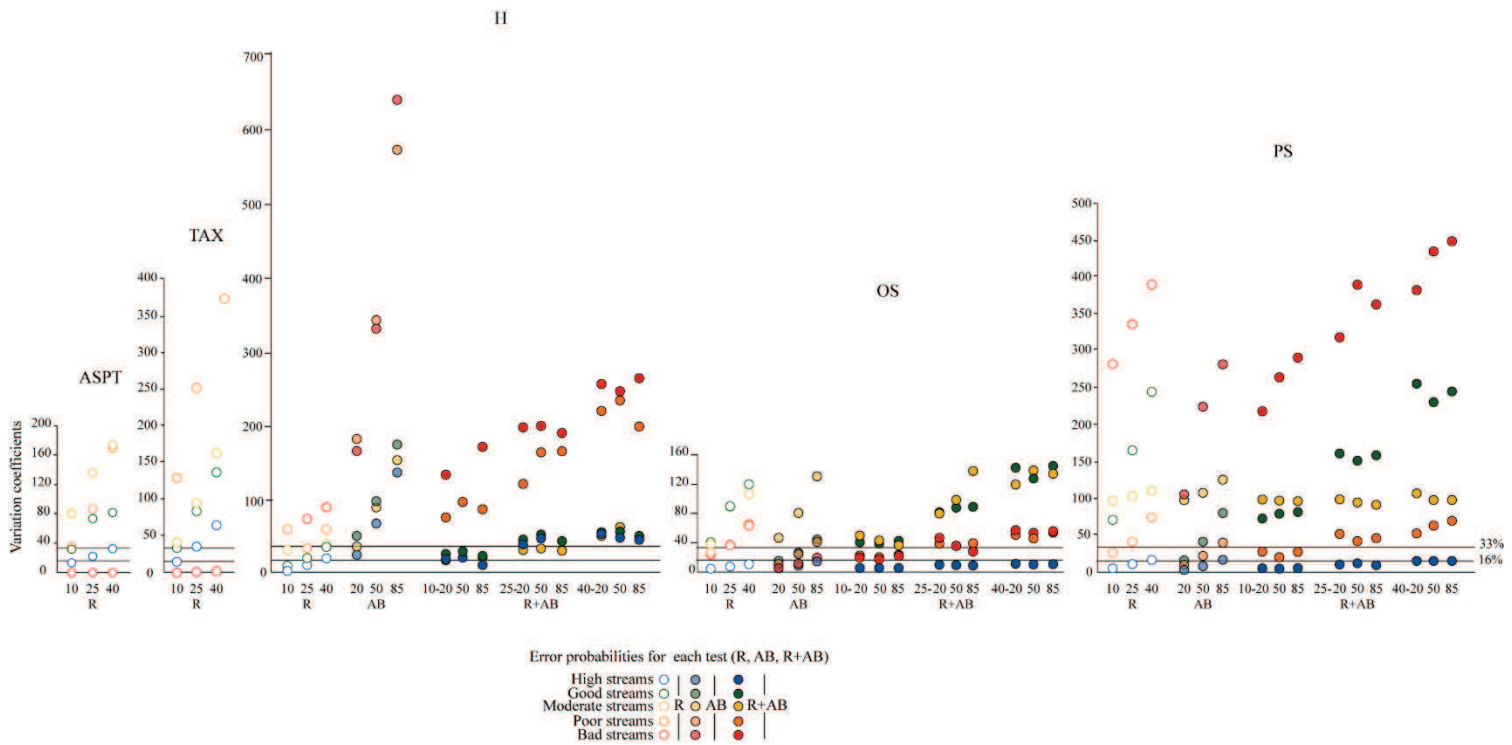 H
PS
TAX
OS
ASPT
Variation coefficients
200
160
120
80
40
0
10 25 40
R
400
350
300
250
200
150
100
50
0
10 25 40
R
700
600
500
400
300
200
100
0
10 25 40 20 50 85 10-20 50 85 25-20 50 85 40-20 50 85
R AB R+AB
160
120
80
40
0
10 25 40 20 50 85 10-20 50 85 25-20 50 85 40-20 50 85
R AB R+AB
500
450
400
350
300
250
200
150
100
50
0
33%
16%
10 25 40 20 50 85 10-20 50 85 25-20 50 85 40-20 50 85
R AB R+AB
Error probabilities for each test (R, AB, R+AB)
High streams
Good streams
Moderate streams R AB R+AB
Poor streams
Bad streams